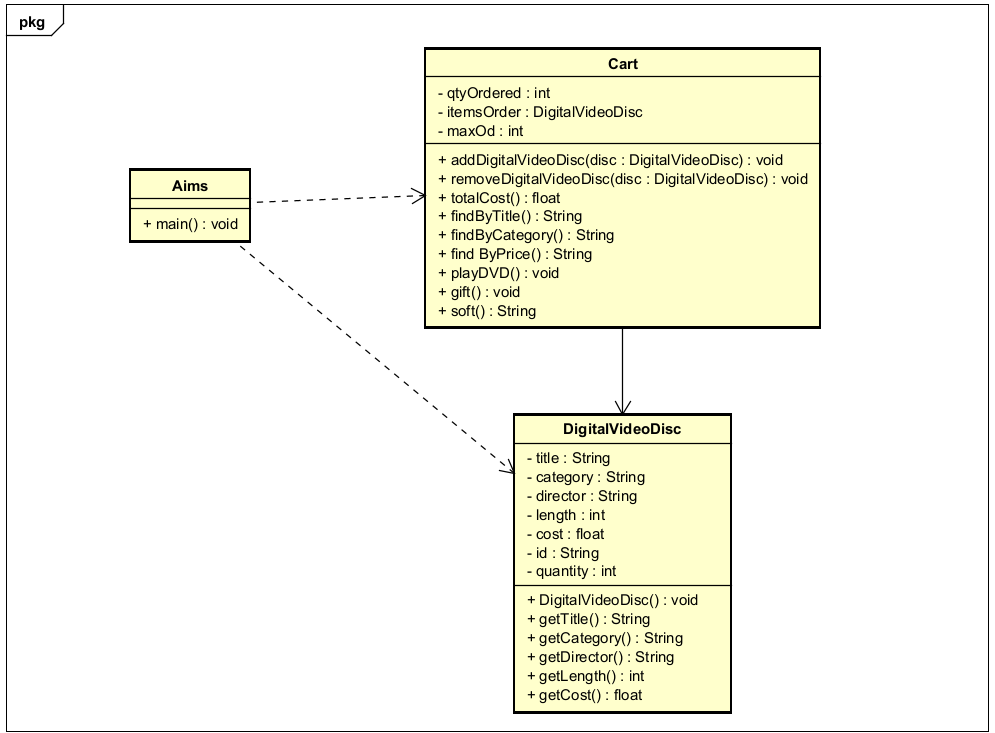 pkg
Cart
- qtyOrdered : int
- itemsOrder : DigitalVideoDisc
- maxOd : int
+ addDigitalVideoDisc(disc : DigitalVideoDisc) : void
+ removeDigitalVideoDisc(disc : DigitalVideoDisc) : void
+ totalCost() : float
+ findByTitle() : String
+ findByCategory() : String
+ find ByPrice() : String
+ playDVD() : void
+ gift() : void
+ soft() : String
Aims
+ main() : void
DigitalVideoDisc
- title : String
- category : String
- director : String
- length : int
- cost : float
- id : String
- quantity : int
+ DigitalVideoDisc() : void
+ getTitle() : String
+ getCategory() : String
+ getDirector() : String
+ getLength() : int
+ getCost() : float